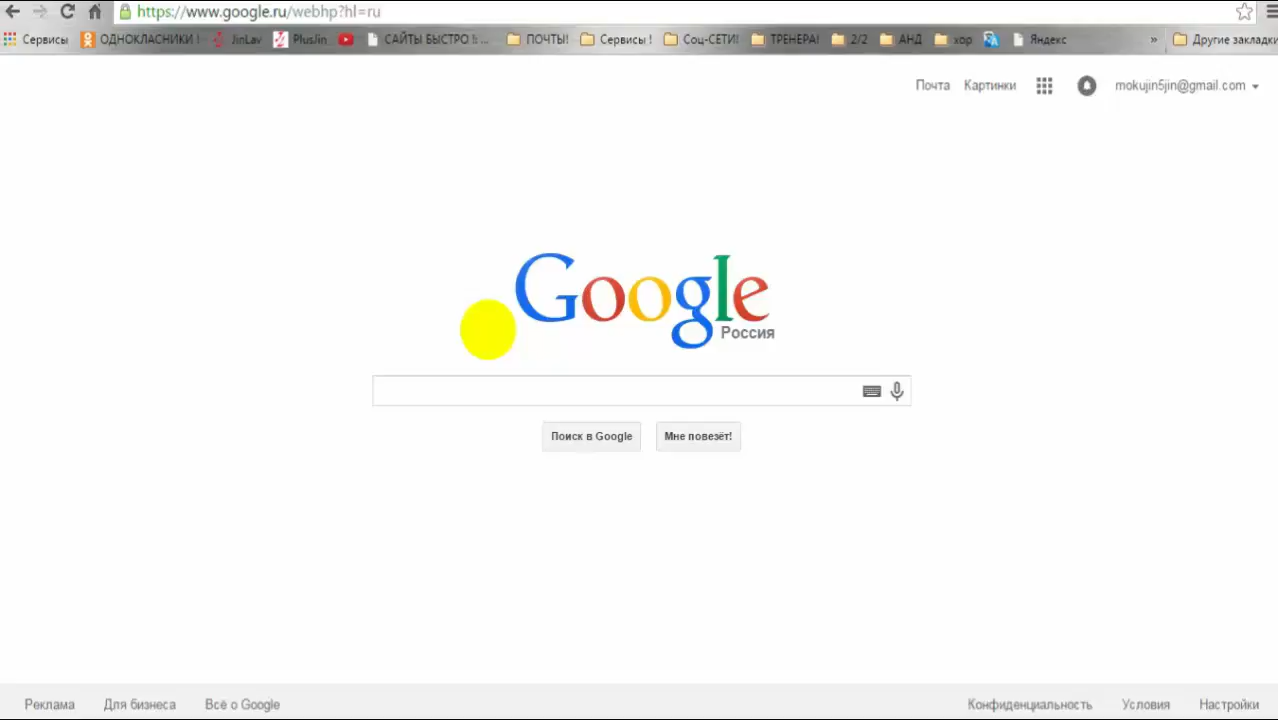 https://www.google.ru/webhp?hl=ru
Сервисы ОДНОКЛАСНИКИ ! JinLav PlusJin САЙТЫ БЫСТРО !: ... ПОЧТЫ! Сервисы ! Соц-СЕТИ! ТРЕНЕРА! 2/2 АНД хор Яндекс » Другие закладки
Почта Картинки mokujin5jin@gmail.com
Google
Россия
Поиск в Google Мне повезёт!
Реклама Для бизнеса Всё о Google Конфиденциальность Условия Настройки